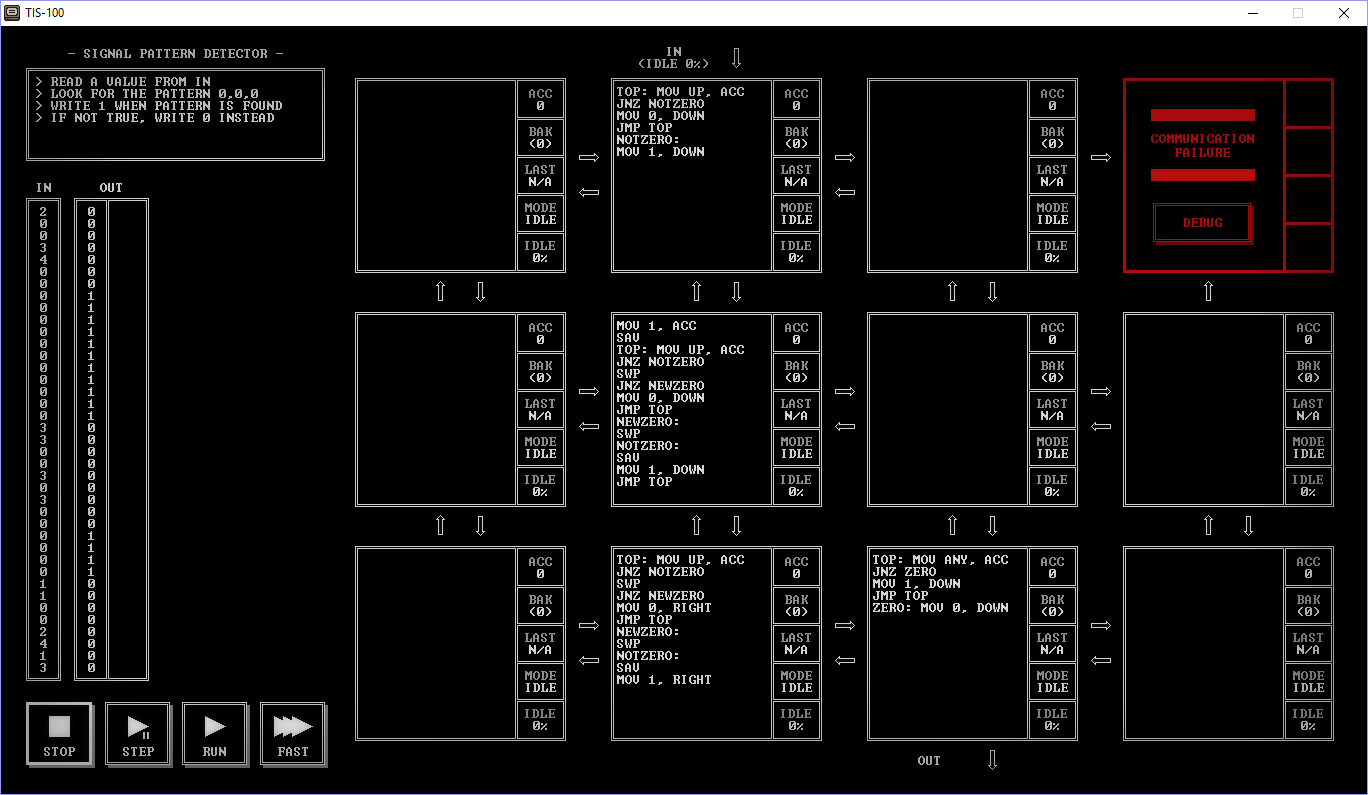 TIS-100
- SIGNAL PATTERN DETECTOR -
> READ A VALUE FROM IN
> LOOK FOR THE PATTERN 0,0,0
> WRITE 1 WHEN PATTERN IS FOUND
> IF NOT TRUE, WRITE 0 INSTEAD
IN OUT
2 0
0 0
0 0
3 0
4 0
0 0
0 0
0 1
0 1
0 1
0 1
0 1
0 1
0 1
0 1
0 1
0 1
0 1
3 0
3 0
0 0
0 0
3 0
0 0
3 0
0 0
0 0
0 1
0 1
0 1
0 1
1 0
1 0
0 0
0 0
2 0
4 0
1 0
3 0
STOP
STEP
RUN
FAST
IN
(IDLE 0%)
ACC
0
BAK
(0)
LAST
N/A
MODE
IDLE
IDLE
0%
TOP: MOV UP, ACC
JNZ NOTZERO
MOV 0, DOWN
JMP TOP
NOTZERO:
MOV 1, DOWN
ACC
0
BAK
(0)
LAST
N/A
MODE
IDLE
IDLE
0%
ACC
0
BAK
(0)
LAST
N/A
MODE
IDLE
IDLE
0%
COMMUNICATION
FAILURE
DEBUG
ACC
0
BAK
(0)
LAST
N/A
MODE
IDLE
IDLE
0%
MOV 1, ACC
SAV
TOP: MOV UP, ACC
JNZ NOTZERO
SWP
JNZ NEWZERO
MOV 0, DOWN
JMP TOP
NEWZERO:
SWP
NOTZERO:
SAV
MOV 1, DOWN
JMP TOP
ACC
0
BAK
(0)
LAST
N/A
MODE
IDLE
IDLE
0%
ACC
0
BAK
(0)
LAST
N/A
MODE
IDLE
IDLE
0%
ACC
0
BAK
(0)
LAST
N/A
MODE
IDLE
IDLE
0%
ACC
0
BAK
(0)
LAST
N/A
MODE
IDLE
IDLE
0%
TOP: MOV UP, ACC
JNZ NOTZERO
SWP
JNZ NEWZERO
MOV 0, RIGHT
JMP TOP
NEWZERO:
SWP
NOTZERO:
SAV
MOV 1, RIGHT
ACC
0
BAK
(0)
LAST
N/A
MODE
IDLE
IDLE
0%
TOP: MOV ANY, ACC
JNZ ZERO
MOV 1, DOWN
JMP TOP
ZERO: MOV 0, DOWN
ACC
0
BAK
(0)
LAST
N/A
MODE
IDLE
IDLE
0%
ACC
0
BAK
(0)
LAST
N/A
MODE
IDLE
IDLE
0%
OUT